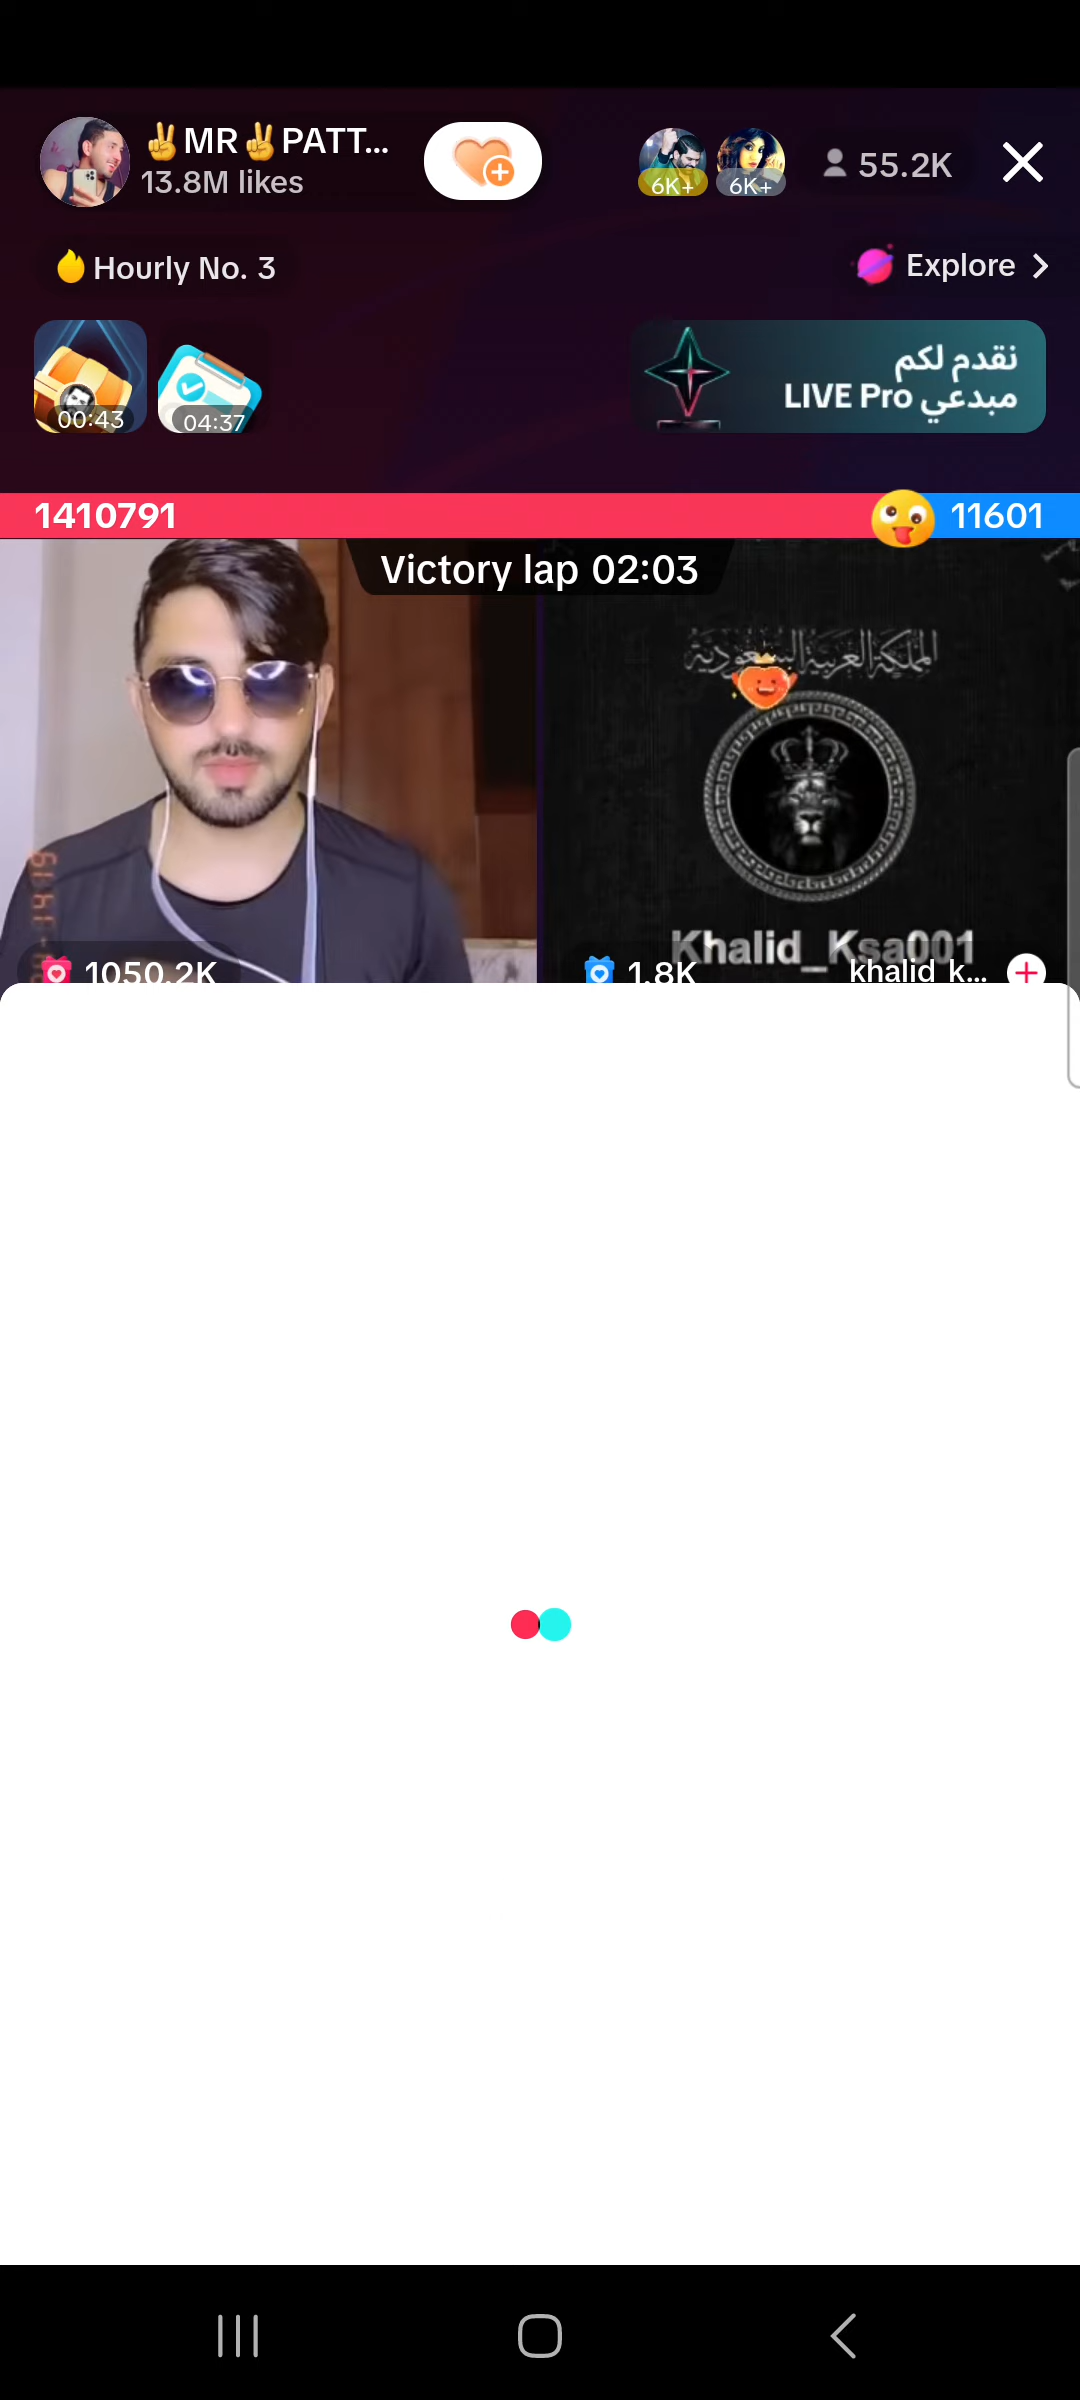 ✌️MR✌️PATT...
13.8M likes
6K+
6K+
55.2K
Hourly No. 3
Explore
00:43
04:37
نقدم لكم
مبدعي LIVE Pro
1410791
11601
Victory lap 02:03
المملكة العربية السعودية
Khalid_Ksa001
1050.2K
1.8K
khalid_k...